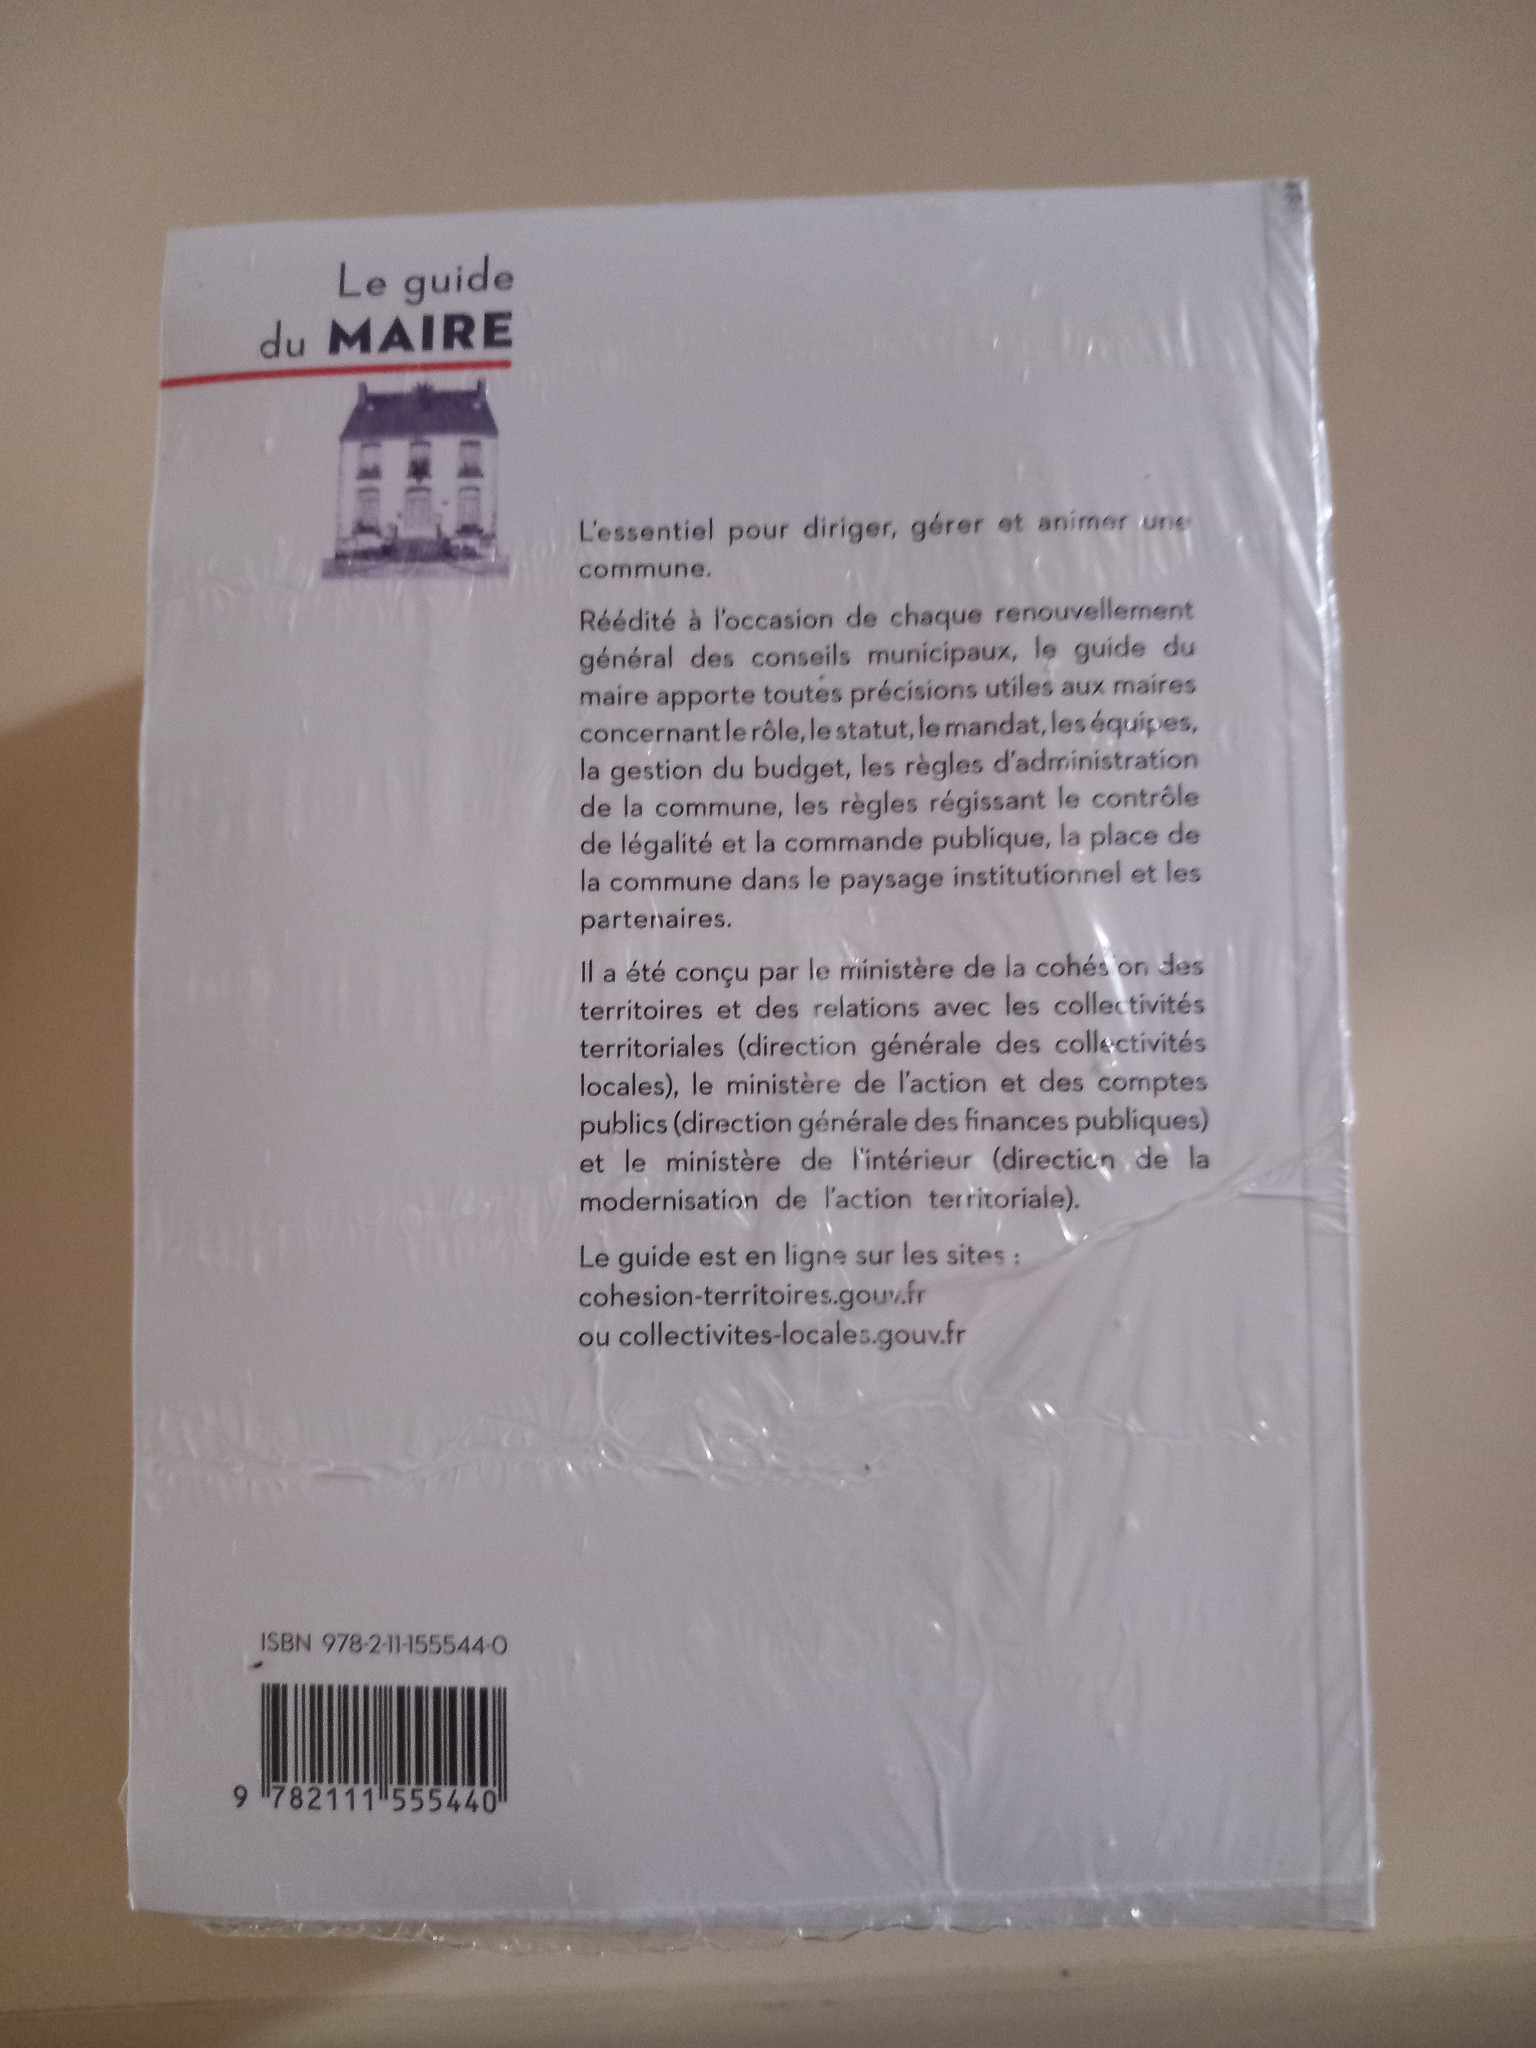 Le guide
du MAIRE
L'essentiel pour diriger, gérer et animer une
commune.
Réédité à l'occasion de chaque renouvellement
général des conseils municipaux, le guide du
maire apporte toutes précisions utiles aux maires
concernant le rôle, le statut, le mandat, les équipes,
la gestion du budget, les règles d'administration
de la commune, les règles régissant le contrôle
de légalité et la commande publique, la place de
la commune dans le paysage institutionnel et les
partenaires.
Il a été conçu par le ministère de la cohésion des
territoires et des relations avec les collectivités
territoriales (direction générale des collectivités
locales), le ministère de l'action et des comptes
publics (direction générale des finances publiques)
et le ministère de l'intérieur (direction de la
modernisation de l'action territoriale).
Le guide est en ligne sur les sites :
cohesion-territoires.gouv.fr
ou collectivites-locales.gouv.fr
ISBN 978-2-11-155544-0
9 782111 555440